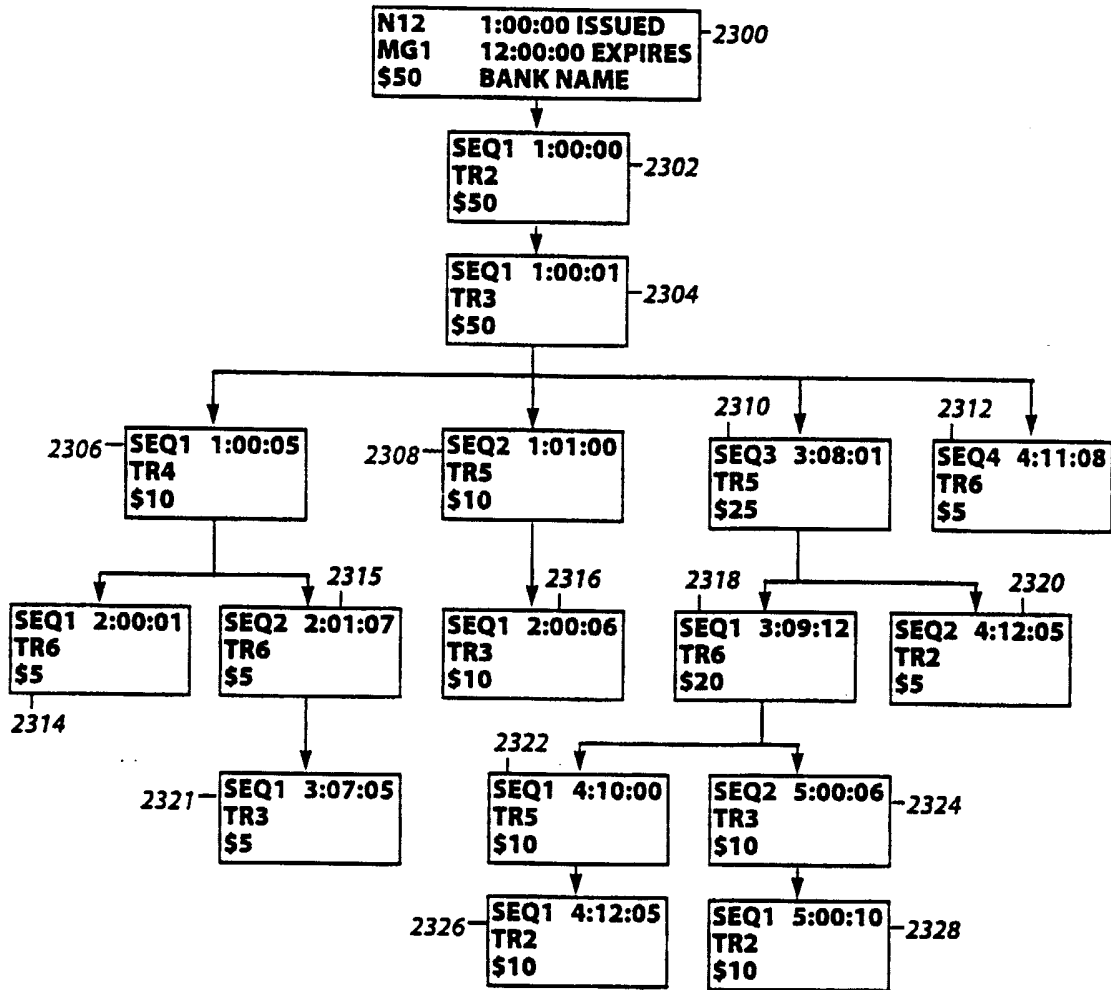 N12 1:00:00 ISSUED
MG1 12:00:00 EXPIRES
$50 BANK NAME
2300
SEQ1 1:00:00
TR2
$50
2302
SEQ1 1:00:01
TR3
$50
2304
2306
SEQ1 1:00:05
TR4
$10
2308
SEQ2 1:01:00
TR5
$10
2310
SEQ3 3:08:01
TR5
$25
2312
SEQ4 4:11:08
TR6
$5
SEQ1 2:00:01
TR6
$5
2314
2315
SEQ2 2:01:07
TR6
$5
2316
SEQ1 2:00:06
TR3
$10
2318
SEQ1 3:09:12
TR6
$20
2320
SEQ2 4:12:05
TR2
$5
2321
SEQ1 3:07:05
TR3
$5
2322
SEQ1 4:10:00
TR5
$10
SEQ2 5:00:06
TR3
$10
2324
2326
SEQ1 4:12:05
TR2
$10
SEQ1 5:00:10
TR2
$10
2328